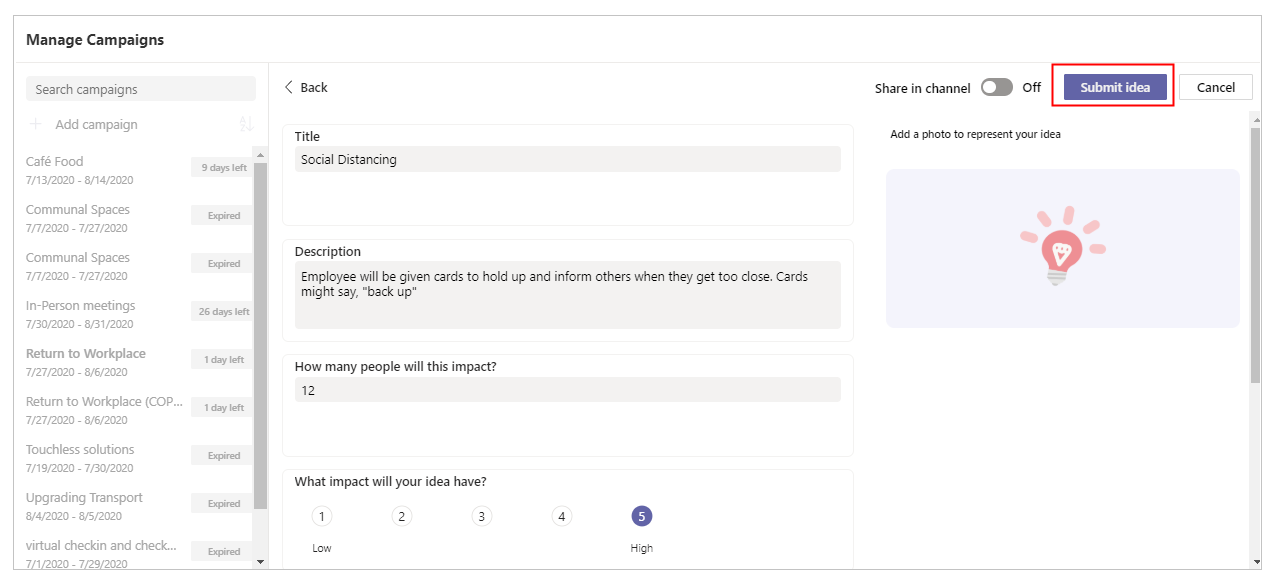 Manage Campaigns
Search campaigns
Add campaign
Café Food
9 days left
7/13/2020 - 8/14/2020
Communal Spaces
Expired
7/7/2020 - 7/27/2020
Communal Spaces
Expired
7/7/2020 - 7/27/2020
In-Person meetings
26 days left
7/30/2020 - 8/31/2020
Return to Workplace
1 day left
7/27/2020 - 8/6/2020
Return to Workplace (COP...
1 day left
7/27/2020 - 8/6/2020
Touchless solutions
Expired
7/19/2020 - 7/30/2020
Upgrading Transport
Expired
8/4/2020 - 8/5/2020
virtual checkin and check...
Expired
7/1/2020 - 7/29/2020
Back
Share in channel Off Submit idea Cancel
Title
Social Distancing
Description
Employee will be given cards to hold up and inform others when they get too close. Cards
might say, "back up"
How many people will this impact?
12
What impact will your idea have?
1 2 3 4 5
Low High
Add a photo to represent your idea